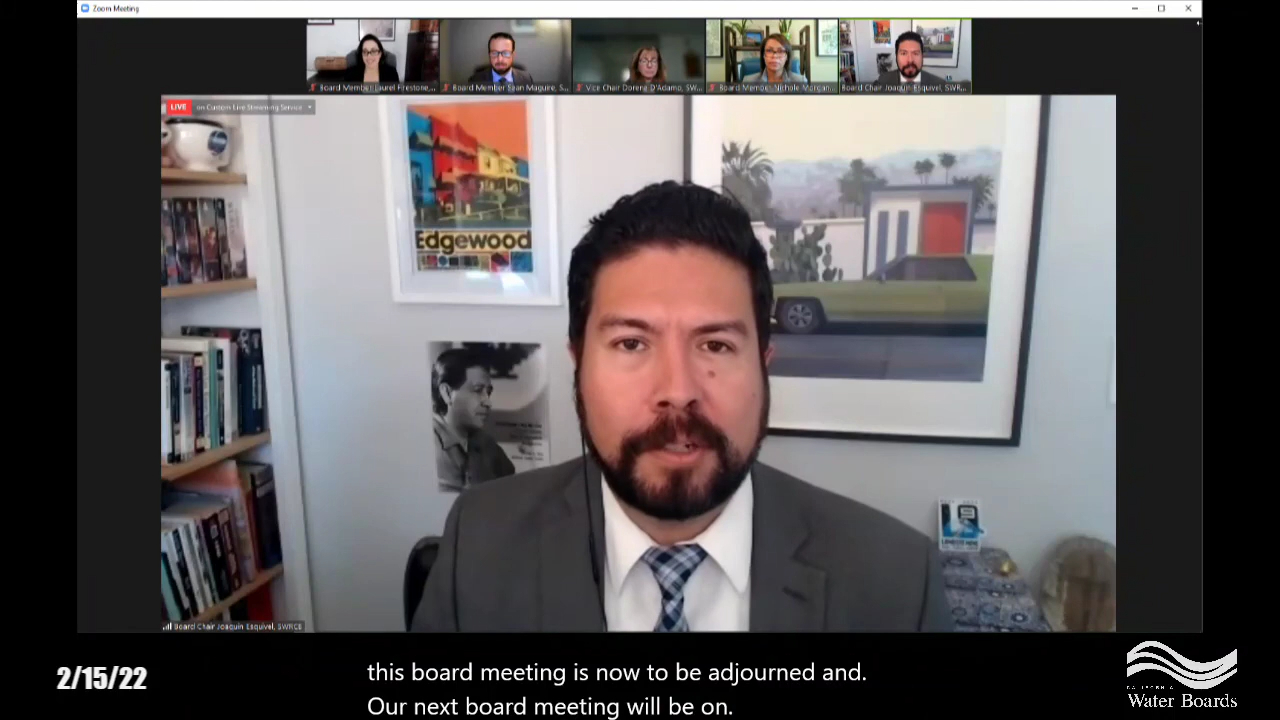 Zoom Meeting
Board Member Laurel Firestone,...
Board Member Sean Maguire, S...
Vice Chair Dorene D'Adamo, SW...
Board Member Nichole Morgan...
Board Chair Joaquin Esquivel, SWR...
LIVE
on Custom Live Streaming Service
Edgewood
Board Chair Joaquin Esquivel, SWRCB
2/15/22
this board meeting is now to be adjourned and.
Our next board meeting will be on.
CALIFORNIA
Water Boards